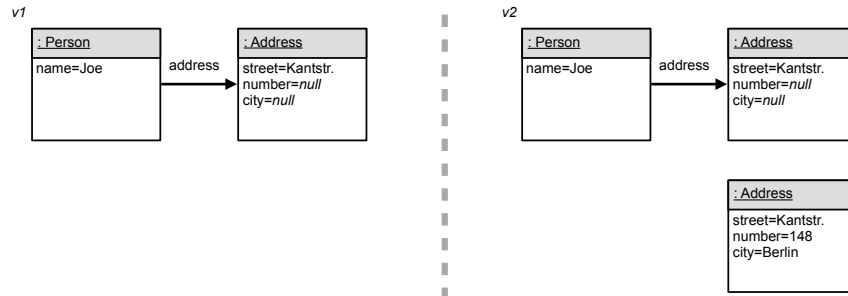 v1
: Person
name=Joe
address
: Address
street=Kantstr.
number=null
city=null
v2
: Person
name=Joe
address
: Address
street=Kantstr.
number=null
city=null
: Address
street=Kantstr.
number=148
city=Berlin